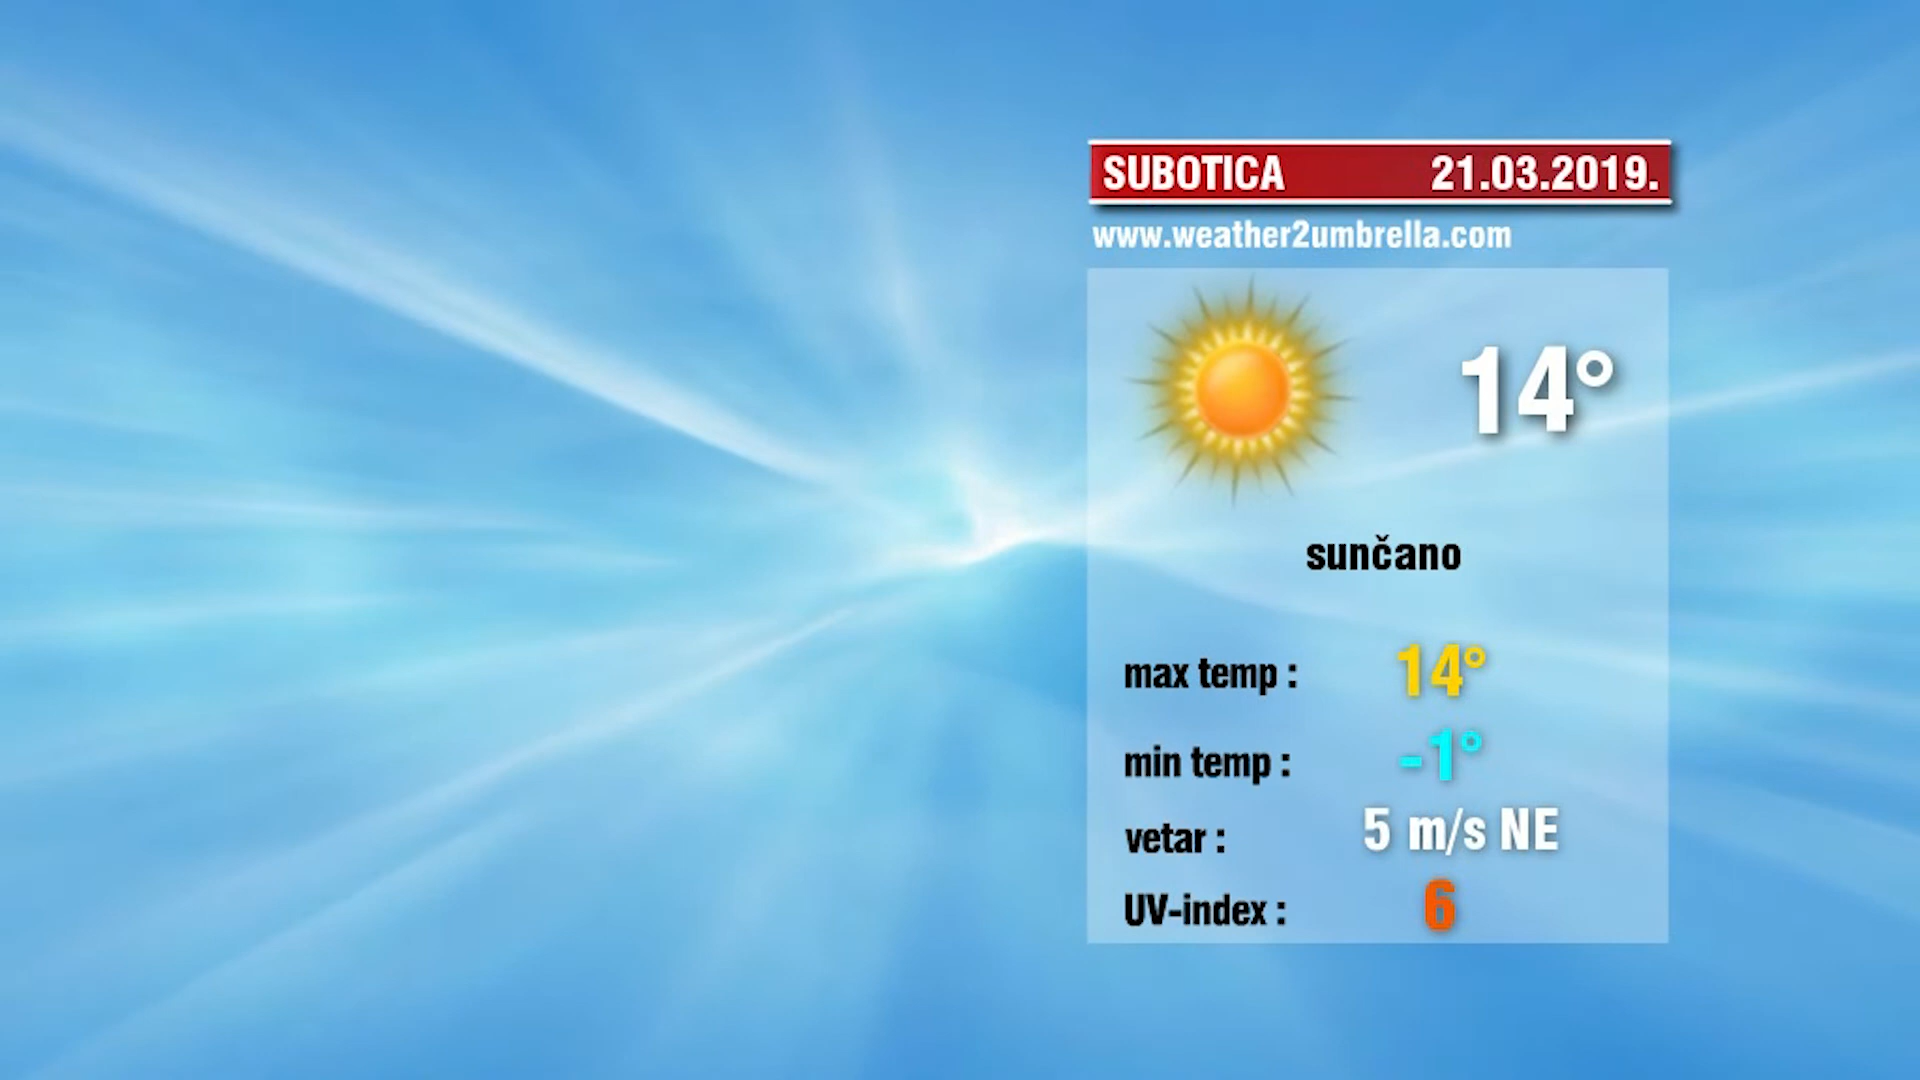 SUBOTICA 21.03.2019.
www.weather2umbrella.com
14°
sunčano
max temp : 14°
min temp : -1°
vetar : 5 m/s NE
UV-index : 6